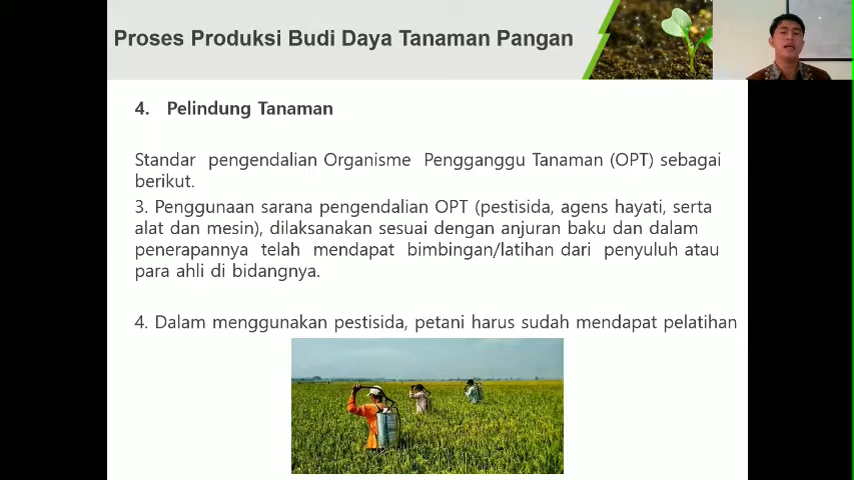 Proses Produksi Budi Daya Tanaman Pangan
4. Pelindung Tanaman
Standar pengendalian Organisme Pengganggu Tanaman (OPT) sebagai
berikut.
3. Penggunaan sarana pengendalian OPT (pestisida, agens hayati, serta
alat dan mesin), dilaksanakan sesuai dengan anjuran baku dan dalam
penerapannya telah mendapat bimbingan/latihan dari penyuluh atau
para ahli di bidangnya.
4. Dalam menggunakan pestisida, petani harus sudah mendapat pelatihan